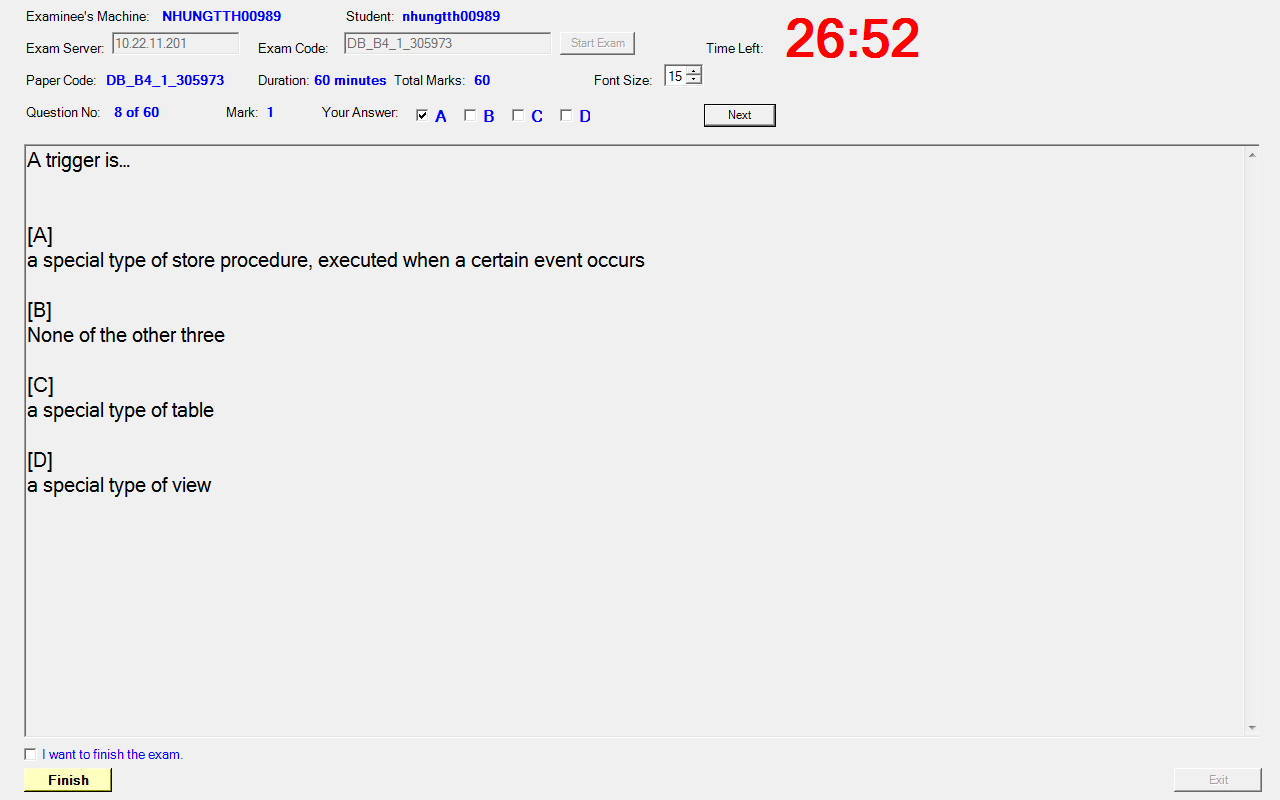 Examinee's Machine: NHUNGTTH00989 Student: nhungtth00989
Exam Server: 10.22.11.201 Exam Code: DB_B4_1_305973 Start Exam Time Left: 26:52
Paper Code: DB_B4_1_305973 Duration: 60 minutes Total Marks: 60 Font Size: 15
Question No: 8 of 60 Mark: 1 Your Answer: A B C D Next
A trigger is...
[A]
a special type of store procedure, executed when a certain event occurs
[B]
None of the other three
[C]
a special type of table
[D]
a special type of view
I want to finish the exam.
Finish Exit